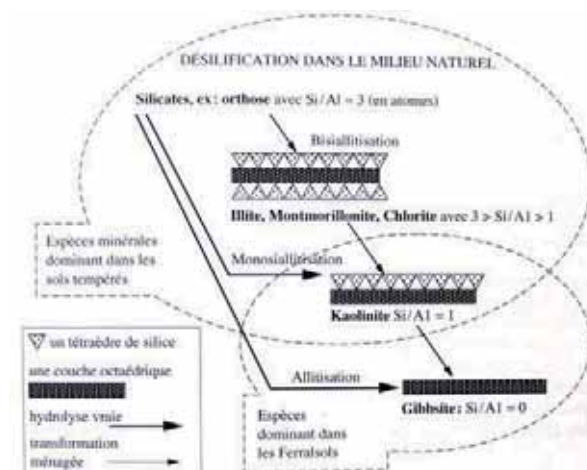 DÉSILIFICATION DANS LE MILIEU NATUREL
Silicates, ex: orthose avec Si/Al = 3 (en atomes)
Bisiallitisation
Illite, Montmorillonite, Chlorite avec 3 > Si/Al > 1
Espèces minérales
dominant dans les
sols tempérés
Monosiallitisation
Kaolinite Si/Al = 1
un tétraèdre de silice
une couche octaédrique
hydrolyse vraie
transformation
ménagée
Allitisation
Gibbsite: Si/Al = 0
Espèces
dominant dans
les Ferralsols